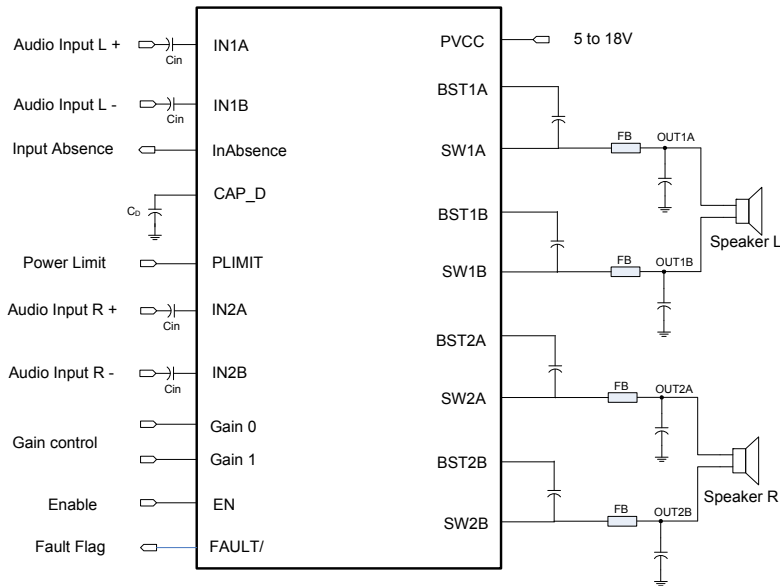 Audio Input L + Cin IN1A
PVCC 5 to 18V
BST1A
Audio Input L - Cin IN1B
Input Absence InAbsence
SW1A FB OUT1A
CAP_D
CD
BST1B
Speaker L
Power Limit PLIMIT
SW1B FB OUT1B
Audio Input R + Cin IN2A
BST2A
Audio Input R - Cin IN2B
SW2A FB OUT2A
Gain control
Gain 0
Gain 1
BST2B
Speaker R
Enable EN
SW2B FB OUT2B
Fault Flag FAULT/